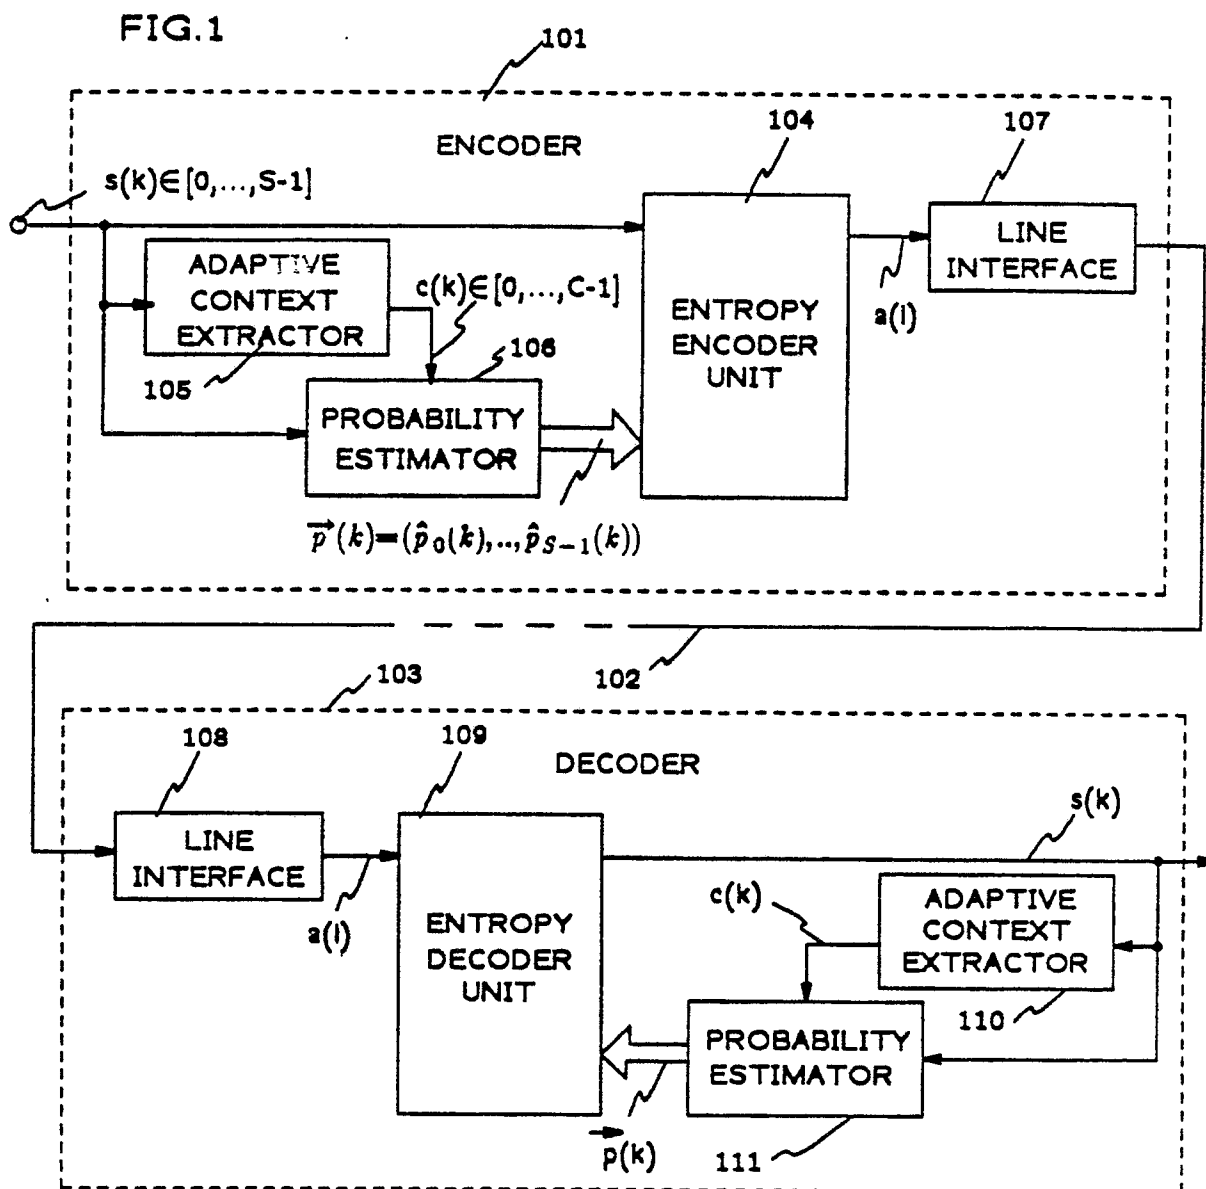 FIG.1
101
ENCODER
104
107
s(k)∈[0,...,S-1]
ADAPTIVE
CONTEXT
EXTRACTOR
105
c(k)∈[0,...,C-1]
106
PROBABILITY
ESTIMATOR
ENTROPY
ENCODER
UNIT
a(i)
LINE
INTERFACE
p⃗(k)=(p̂₀(k),..,p̂_{S-1}(k))
102
103
108
109
DECODER
LINE
INTERFACE
a(i)
ENTROPY
DECODER
UNIT
s(k)
c(k)
ADAPTIVE
CONTEXT
EXTRACTOR
110
PROBABILITY
ESTIMATOR
p⃗(k)
111